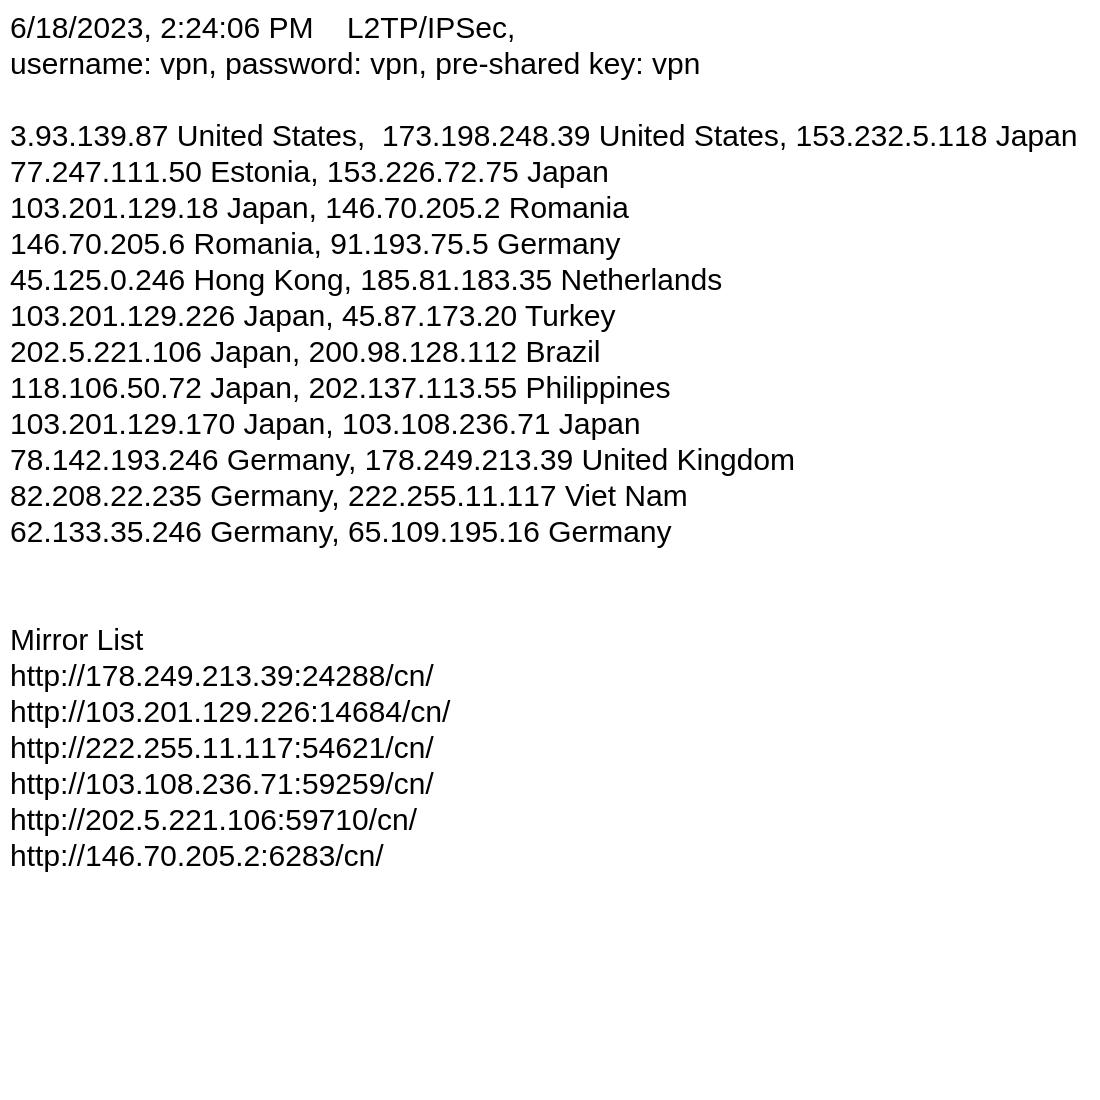 6/18/2023, 2:24:06 PM    L2TP/IPSec,
username: vpn, password: vpn, pre-shared key: vpn
3.93.139.87 United States,  173.198.248.39 United States, 153.232.5.118 Japan
77.247.111.50 Estonia, 153.226.72.75 Japan
103.201.129.18 Japan, 146.70.205.2 Romania
146.70.205.6 Romania, 91.193.75.5 Germany
45.125.0.246 Hong Kong, 185.81.183.35 Netherlands
103.201.129.226 Japan, 45.87.173.20 Turkey
202.5.221.106 Japan, 200.98.128.112 Brazil
118.106.50.72 Japan, 202.137.113.55 Philippines
103.201.129.170 Japan, 103.108.236.71 Japan
78.142.193.246 Germany, 178.249.213.39 United Kingdom
82.208.22.235 Germany, 222.255.11.117 Viet Nam
62.133.35.246 Germany, 65.109.195.16 Germany
Mirror List
http://178.249.213.39:24288/cn/
http://103.201.129.226:14684/cn/
http://222.255.11.117:54621/cn/
http://103.108.236.71:59259/cn/
http://202.5.221.106:59710/cn/
http://146.70.205.2:6283/cn/